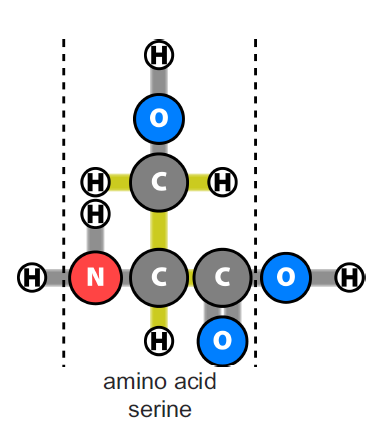 H
O
H C H
H
H N C C O H
H O
amino acid
serine